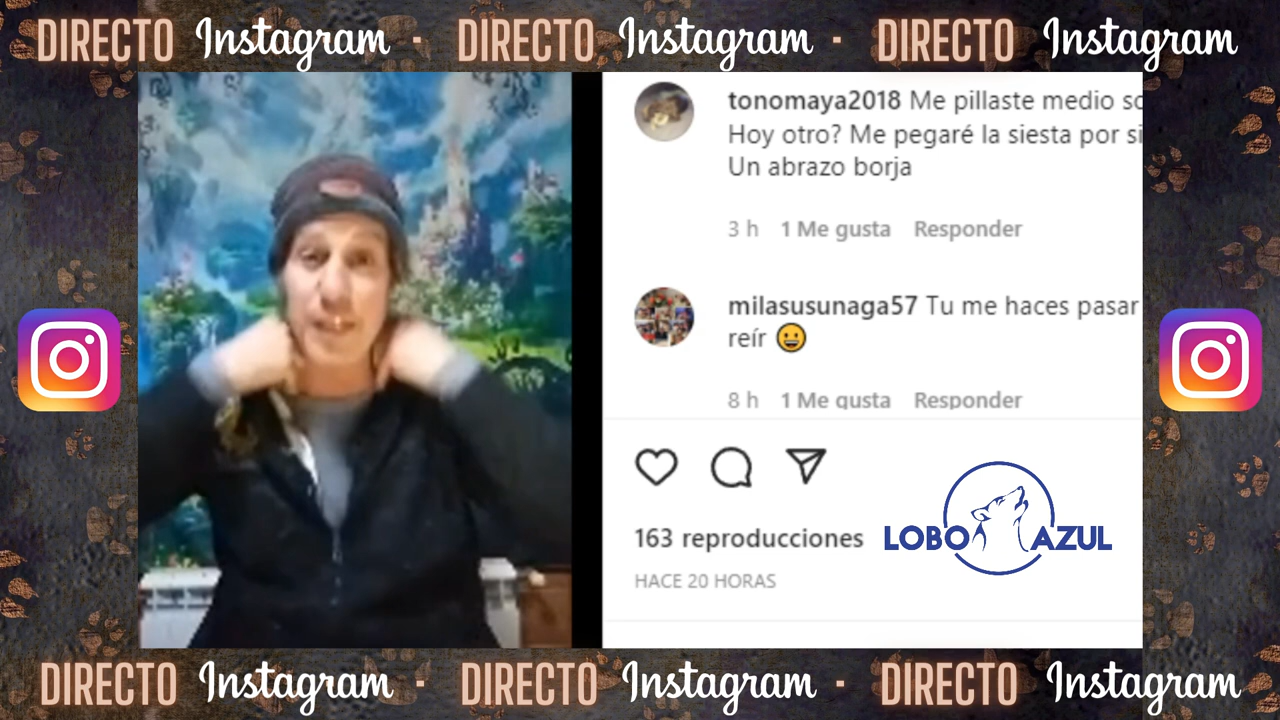 DIRECTO Instagram · DIRECTO Instagram · DIRECTO Instagram
tonomaya2018 Me pillaste medio
Hoy otro? Me pegaré la siesta por si
Un abrazo borja
3 h 1 Me gusta Responder
milasusunaga57 Tu me haces pasar
reír 😀
8 h 1 Me gusta Responder
163 reproducciones
HACE 20 HORAS
LOBO AZUL
DIRECTO Instagram · DIRECTO Instagram · DIRECTO Instagram